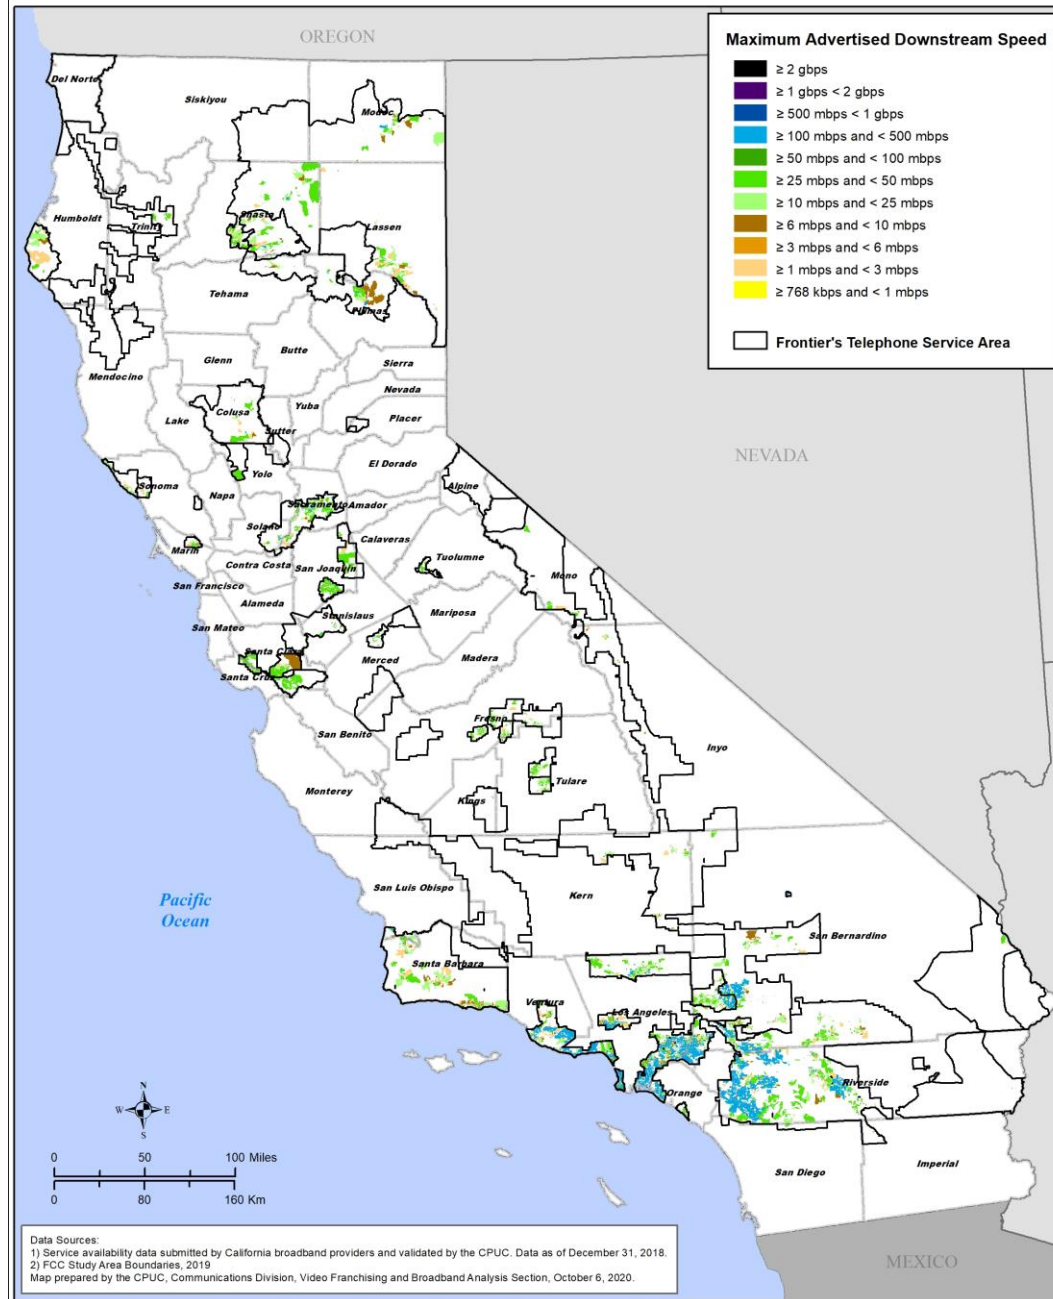 OREGON
Maximum Advertised Downstream Speed
≥ 2 gbps
≥ 1 gbps < 2 gbps
≥ 500 mbps < 1 gbps
≥ 100 mbps and < 500 mbps
≥ 50 mbps and < 100 mbps
≥ 25 mbps and < 50 mbps
≥ 10 mbps and < 25 mbps
≥ 6 mbps and < 10 mbps
≥ 3 mbps and < 6 mbps
≥ 1 mbps and < 3 mbps
≥ 768 kbps and < 1 mbps
Frontier's Telephone Service Area
Del Norte
Siskiyou
Modoc
Humboldt
Trinity
Shasta
Lassen
Tehama
Plumas
Mendocino
Glenn
Butte
Sierra
Nevada
Lake
Colusa
Yuba
Sutter
Placer
NEVADA
El Dorado
Sonoma
Napa
Yolo
Alpine
Sacramento
Amador
Solano
Marin
Calaveras
Contra Costa
San Joaquin
Tuolumne
Mono
San Francisco
Alameda
Stanislaus
Mariposa
San Mateo
Santa Clara
Merced
Madera
Santa Cruz
San Benito
Fresno
Inyo
Monterey
Kings
Tulare
San Luis Obispo
Kern
Pacific
Ocean
San Bernardino
Santa Barbara
Ventura
Los Angeles
Orange
Riverside
San Diego
Imperial
MEXICO
N
W E
S
0 50 100 Miles
0 80 160 Km
Data Sources:
1) Service availability data submitted by California broadband providers and validated by the CPUC. Data as of December 31, 2018.
2) FCC Study Area Boundaries, 2019
Map prepared by the CPUC, Communications Division, Video Franchising and Broadband Analysis Section, October 6, 2020.